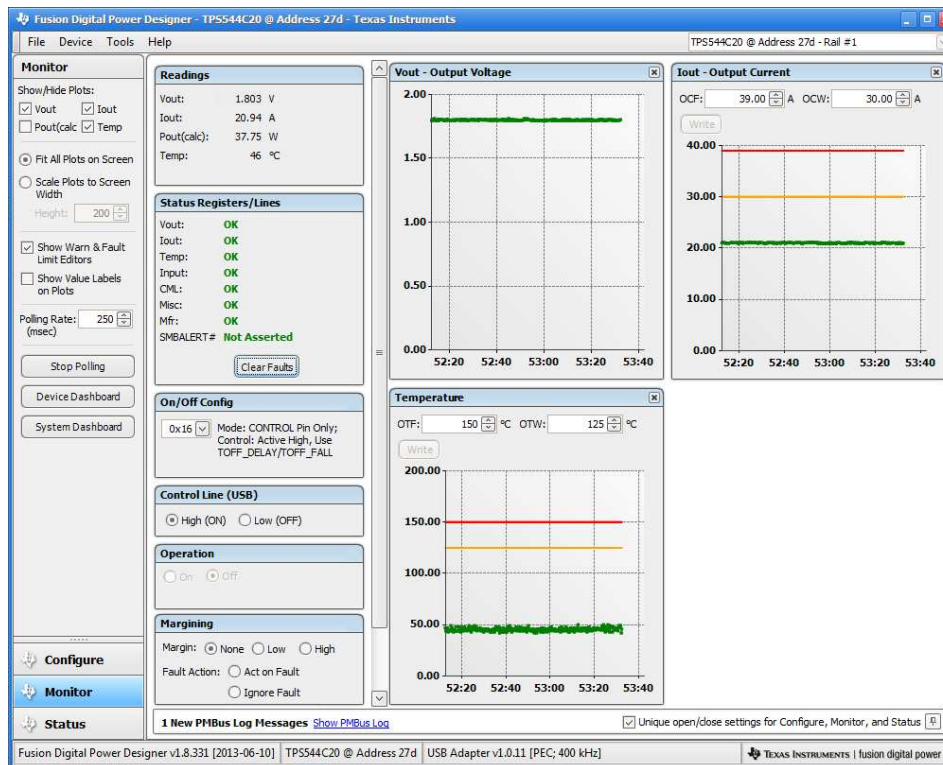 Fusion Digital Power Designer - TPS544C20 @ Address 27d - Texas Instruments
File Device Tools Help
TPS544C20 @ Address 27d - Rail #1
Monitor
Show/Hide Plots:
Vout Iout
Pout(calc Temp
Fit All Plots on Screen
Scale Plots to Screen
Width
Height: 200
Show Warn & Fault
Limit Editors
Show Value Labels
on Plots
Polling Rate: 250
(msec)
Stop Polling
Device Dashboard
System Dashboard
Configure
Monitor
Status
Readings
Vout: 1.803 V
Iout: 20.94 A
Pout(calc): 37.75 W
Temp: 46 °C
Status Registers/Lines
Vout: OK
Iout: OK
Temp: OK
Input: OK
CML: OK
Misc: OK
Mfr: OK
SMBALERT# Not Asserted
Clear Faults
On/Off Config
0x16 Mode: CONTROL Pin Only;
Control: Active High, Use
TOFF_DELAY/TOFF_FALL
Control Line (USB)
High (ON) Low (OFF)
Operation
On Off
Margining
Margin: None Low High
Fault Action: Act on Fault
Ignore Fault
Vout - Output Voltage
2.00
1.50
1.00
0.50
0.00
52:20 52:40 53:00 53:20 53:40
Iout - Output Current
OCF: 39.00 A OCW: 30.00 A
Write
40.00
30.00
20.00
10.00
0.00
52:20 52:40 53:00 53:20 53:40
Temperature
OTF: 150 °C OTW: 125 °C
Write
200.00
150.00
100.00
50.00
0.00
52:20 52:40 53:00 53:20 53:40
1 New PMBus Log Messages Show PMBus Log
Unique open/close settings for Configure, Monitor, and Status
Fusion Digital Power Designer v1.8.331 [2013-06-10] TPS544C20 @ Address 27d USB Adapter v1.0.11 [PEC; 400 kHz] TEXAS INSTRUMENTS | fusion digital power